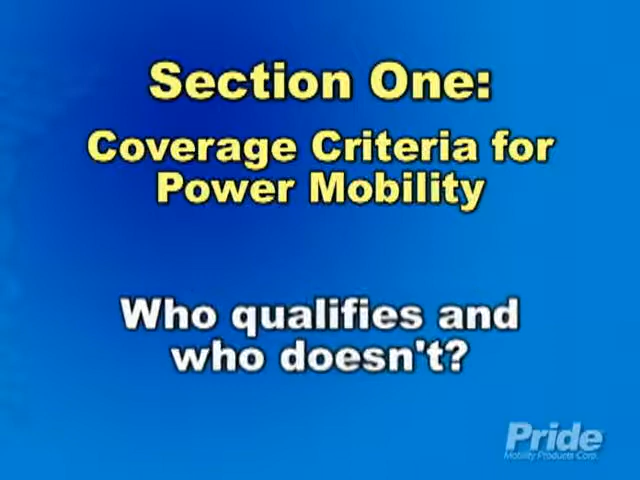 Section One:
Coverage Criteria for
Power Mobility
Who qualifies and
who doesn't?
Pride
Mobility Products Corp.